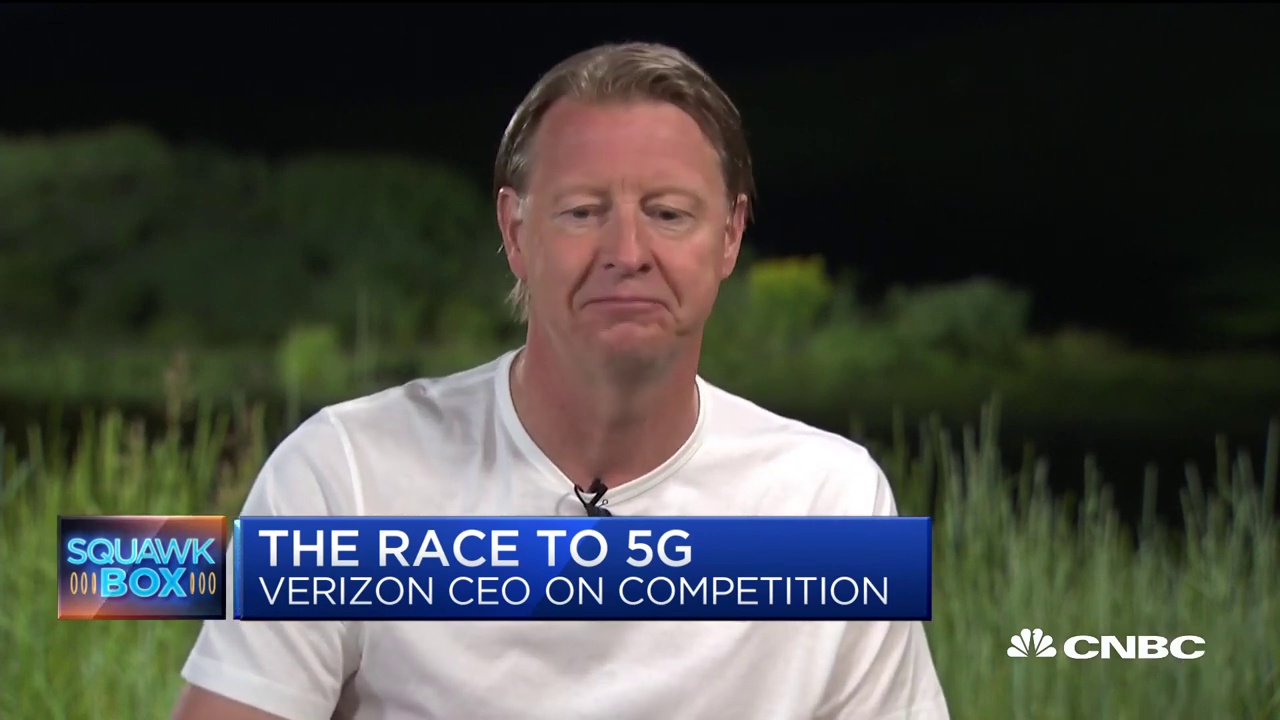 SQUAWK
BOX
THE RACE TO 5G
VERIZON CEO ON COMPETITION
CNBC